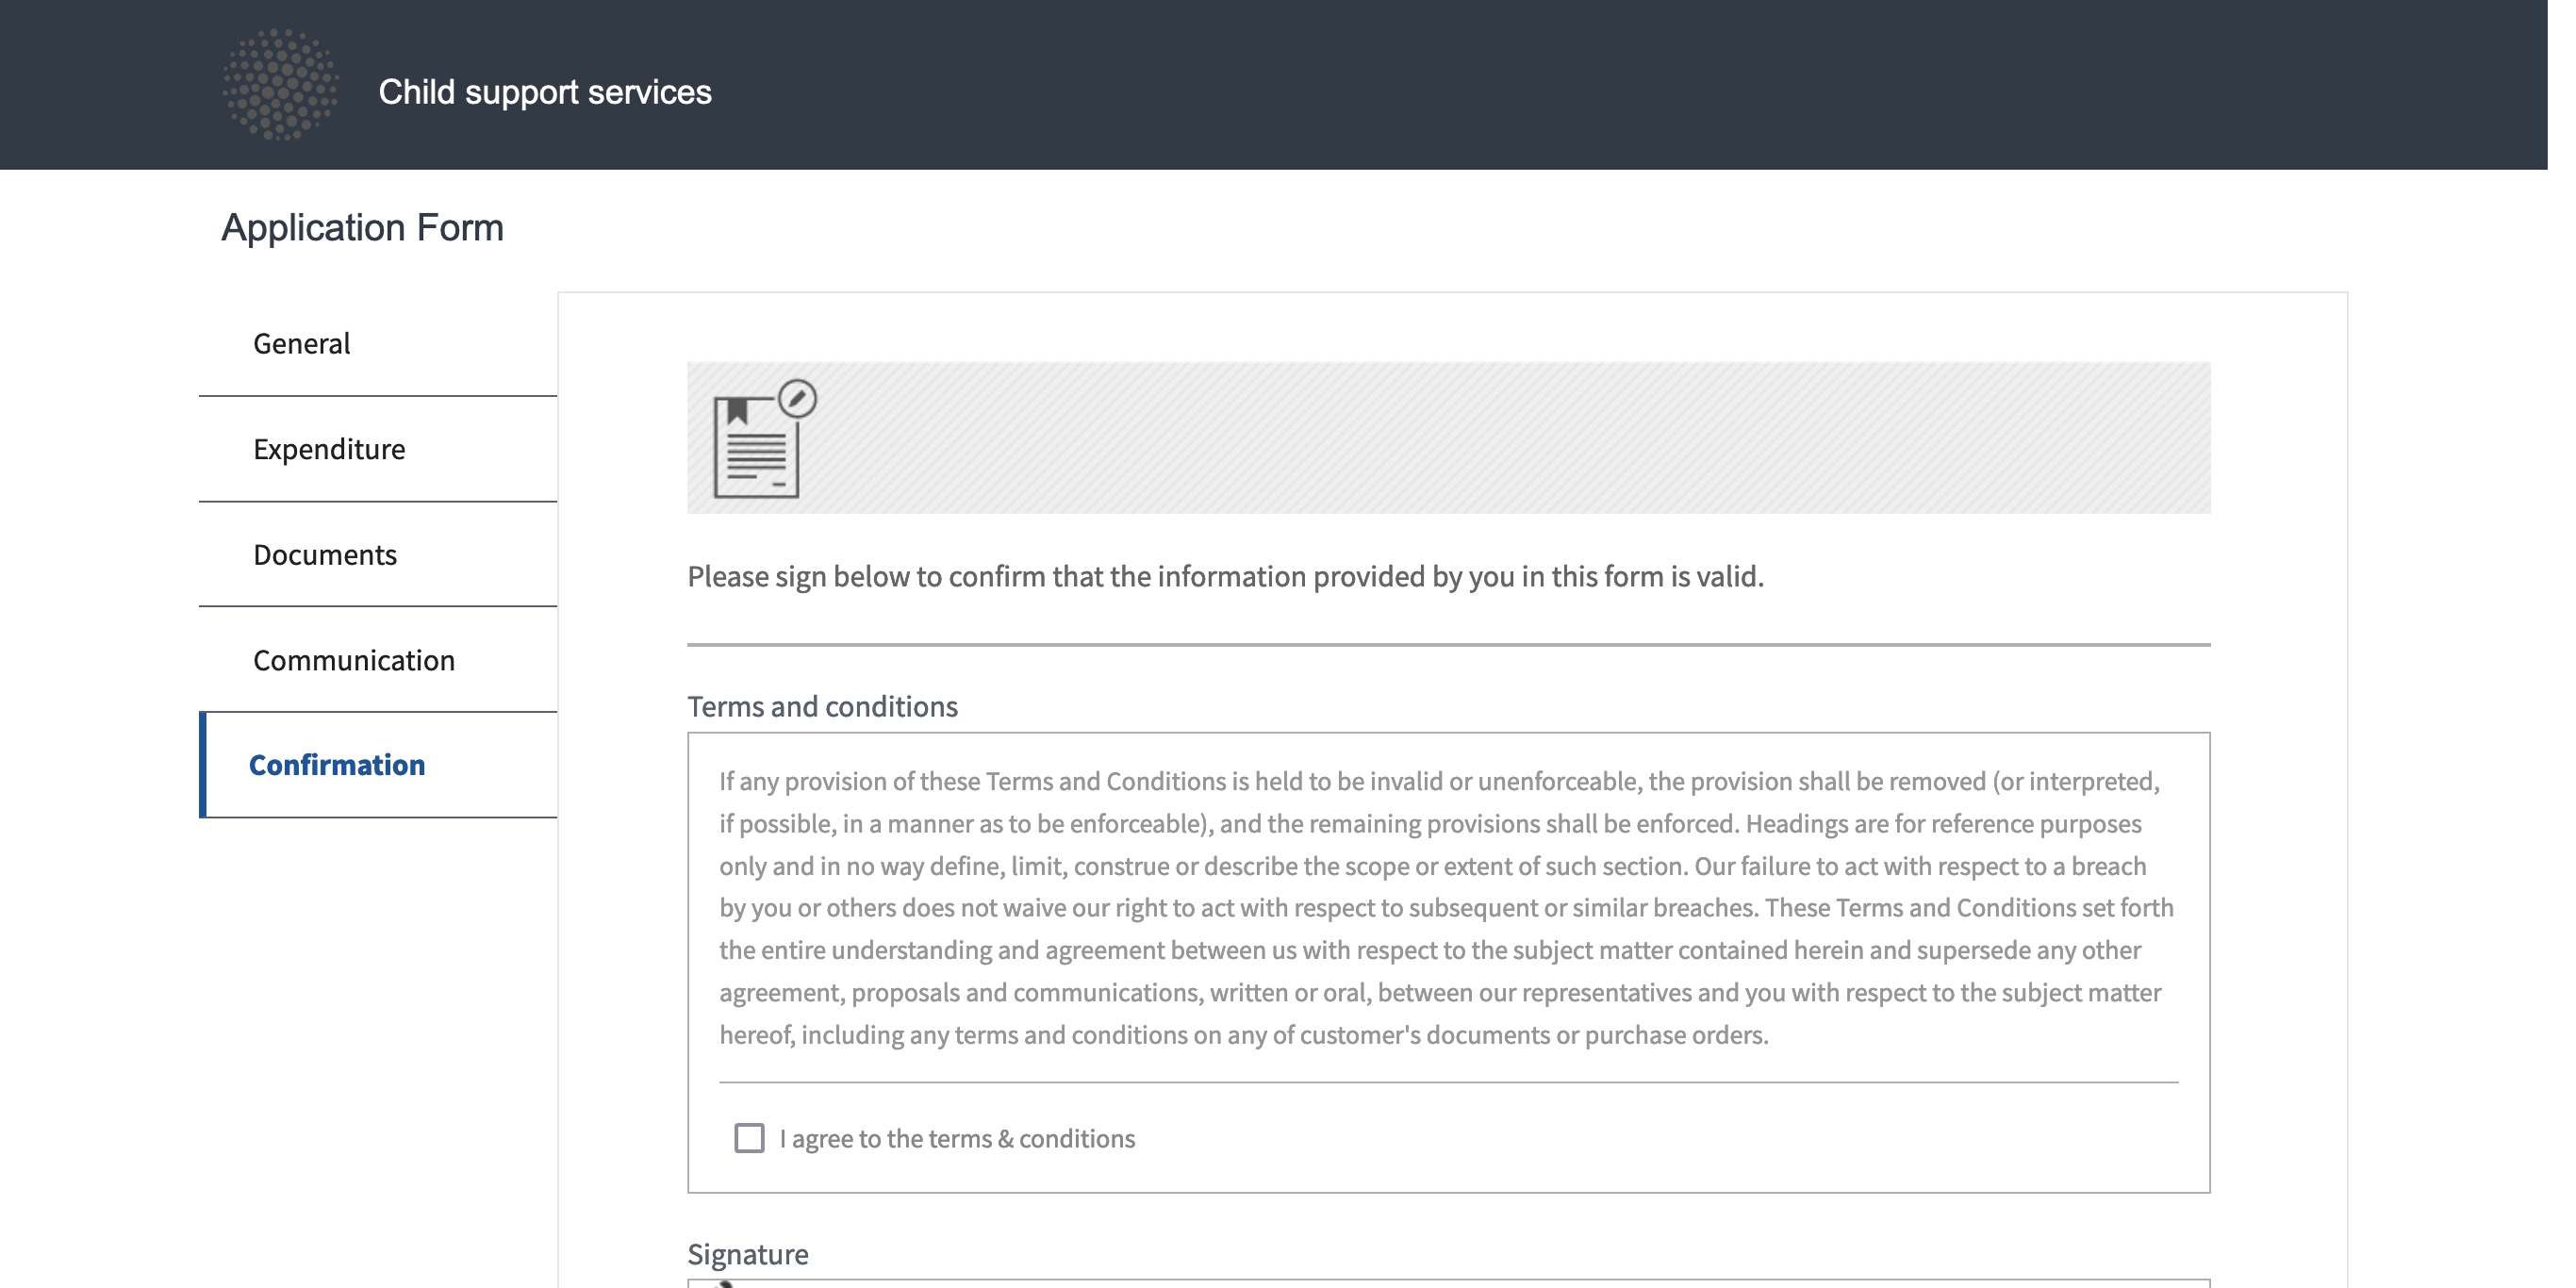 Child support services
Application Form
General
Expenditure
Documents
Communication
Confirmation
Please sign below to confirm that the information provided by you in this form is valid.
Terms and conditions
If any provision of these Terms and Conditions is held to be invalid or unenforceable, the provision shall be removed (or interpreted,
if possible, in a manner as to be enforceable), and the remaining provisions shall be enforced. Headings are for reference purposes
only and in no way define, limit, construe or describe the scope or extent of such section. Our failure to act with respect to a breach
by you or others does not waive our right to act with respect to subsequent or similar breaches. These Terms and Conditions set forth
the entire understanding and agreement between us with respect to the subject matter contained herein and supersede any other
agreement, proposals and communications, written or oral, between our representatives and you with respect to the subject matter
hereof, including any terms and conditions on any of customer's documents or purchase orders.
I agree to the terms & conditions
Signature